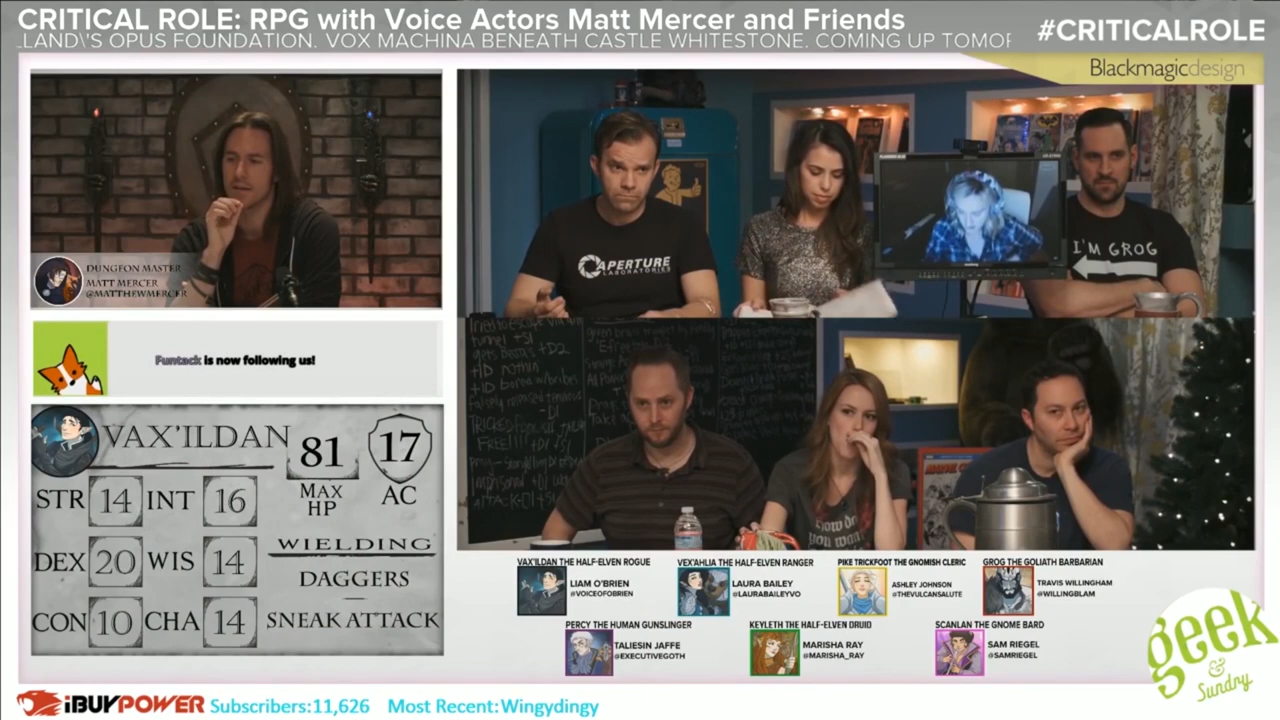 CRITICAL ROLE: RPG with Voice Actors Matt Mercer and Friends
LAND\'S OPUS FOUNDATION. VOX MACHINA BENEATH CASTLE WHITESTONE. COMING UP TOMOR
#CRITICALROLE
Blackmagicdesign
DUNGEON MASTER
MATT MERCER
@MATTHEWMERCER
APERTURE
LABORATORIES
I'M GROG
how do
you want
Funtack is now following us!
VAX'ILDAN
81
MAX
HP
17
AC
STR 14 INT 16
DEX 20 WIS 14
CON 10 CHA 14
WIELDING
DAGGERS
SNEAK ATTACK
VAX'ILDAN THE HALF-ELVEN ROGUE
LIAM O'BRIEN
@VOICEOFOBRIEN
VEX'AHLIA THE HALF-ELVEN RANGER
LAURA BAILEY
@LAURABAILEYVO
PIKE TRICKFOOT THE GNOMISH CLERIC
ASHLEY JOHNSON
@THEVULCANSALUTE
GROG THE GOLIATH BARBARIAN
TRAVIS WILLINGHAM
@WILLINGBLAM
PERCY THE HUMAN GUNSLINGER
TALIESIN JAFFE
@EXECUTIVEGOTH
KEYLETH THE HALF-ELVEN DRUID
MARISHA RAY
@MARISHA_RAY
SCANLAN THE GNOME BARD
SAM RIEGEL
@SAMRIEGEL
geek
&
Sundry
iBUYPOWER Subscribers:11,626 Most Recent:Wingydingy